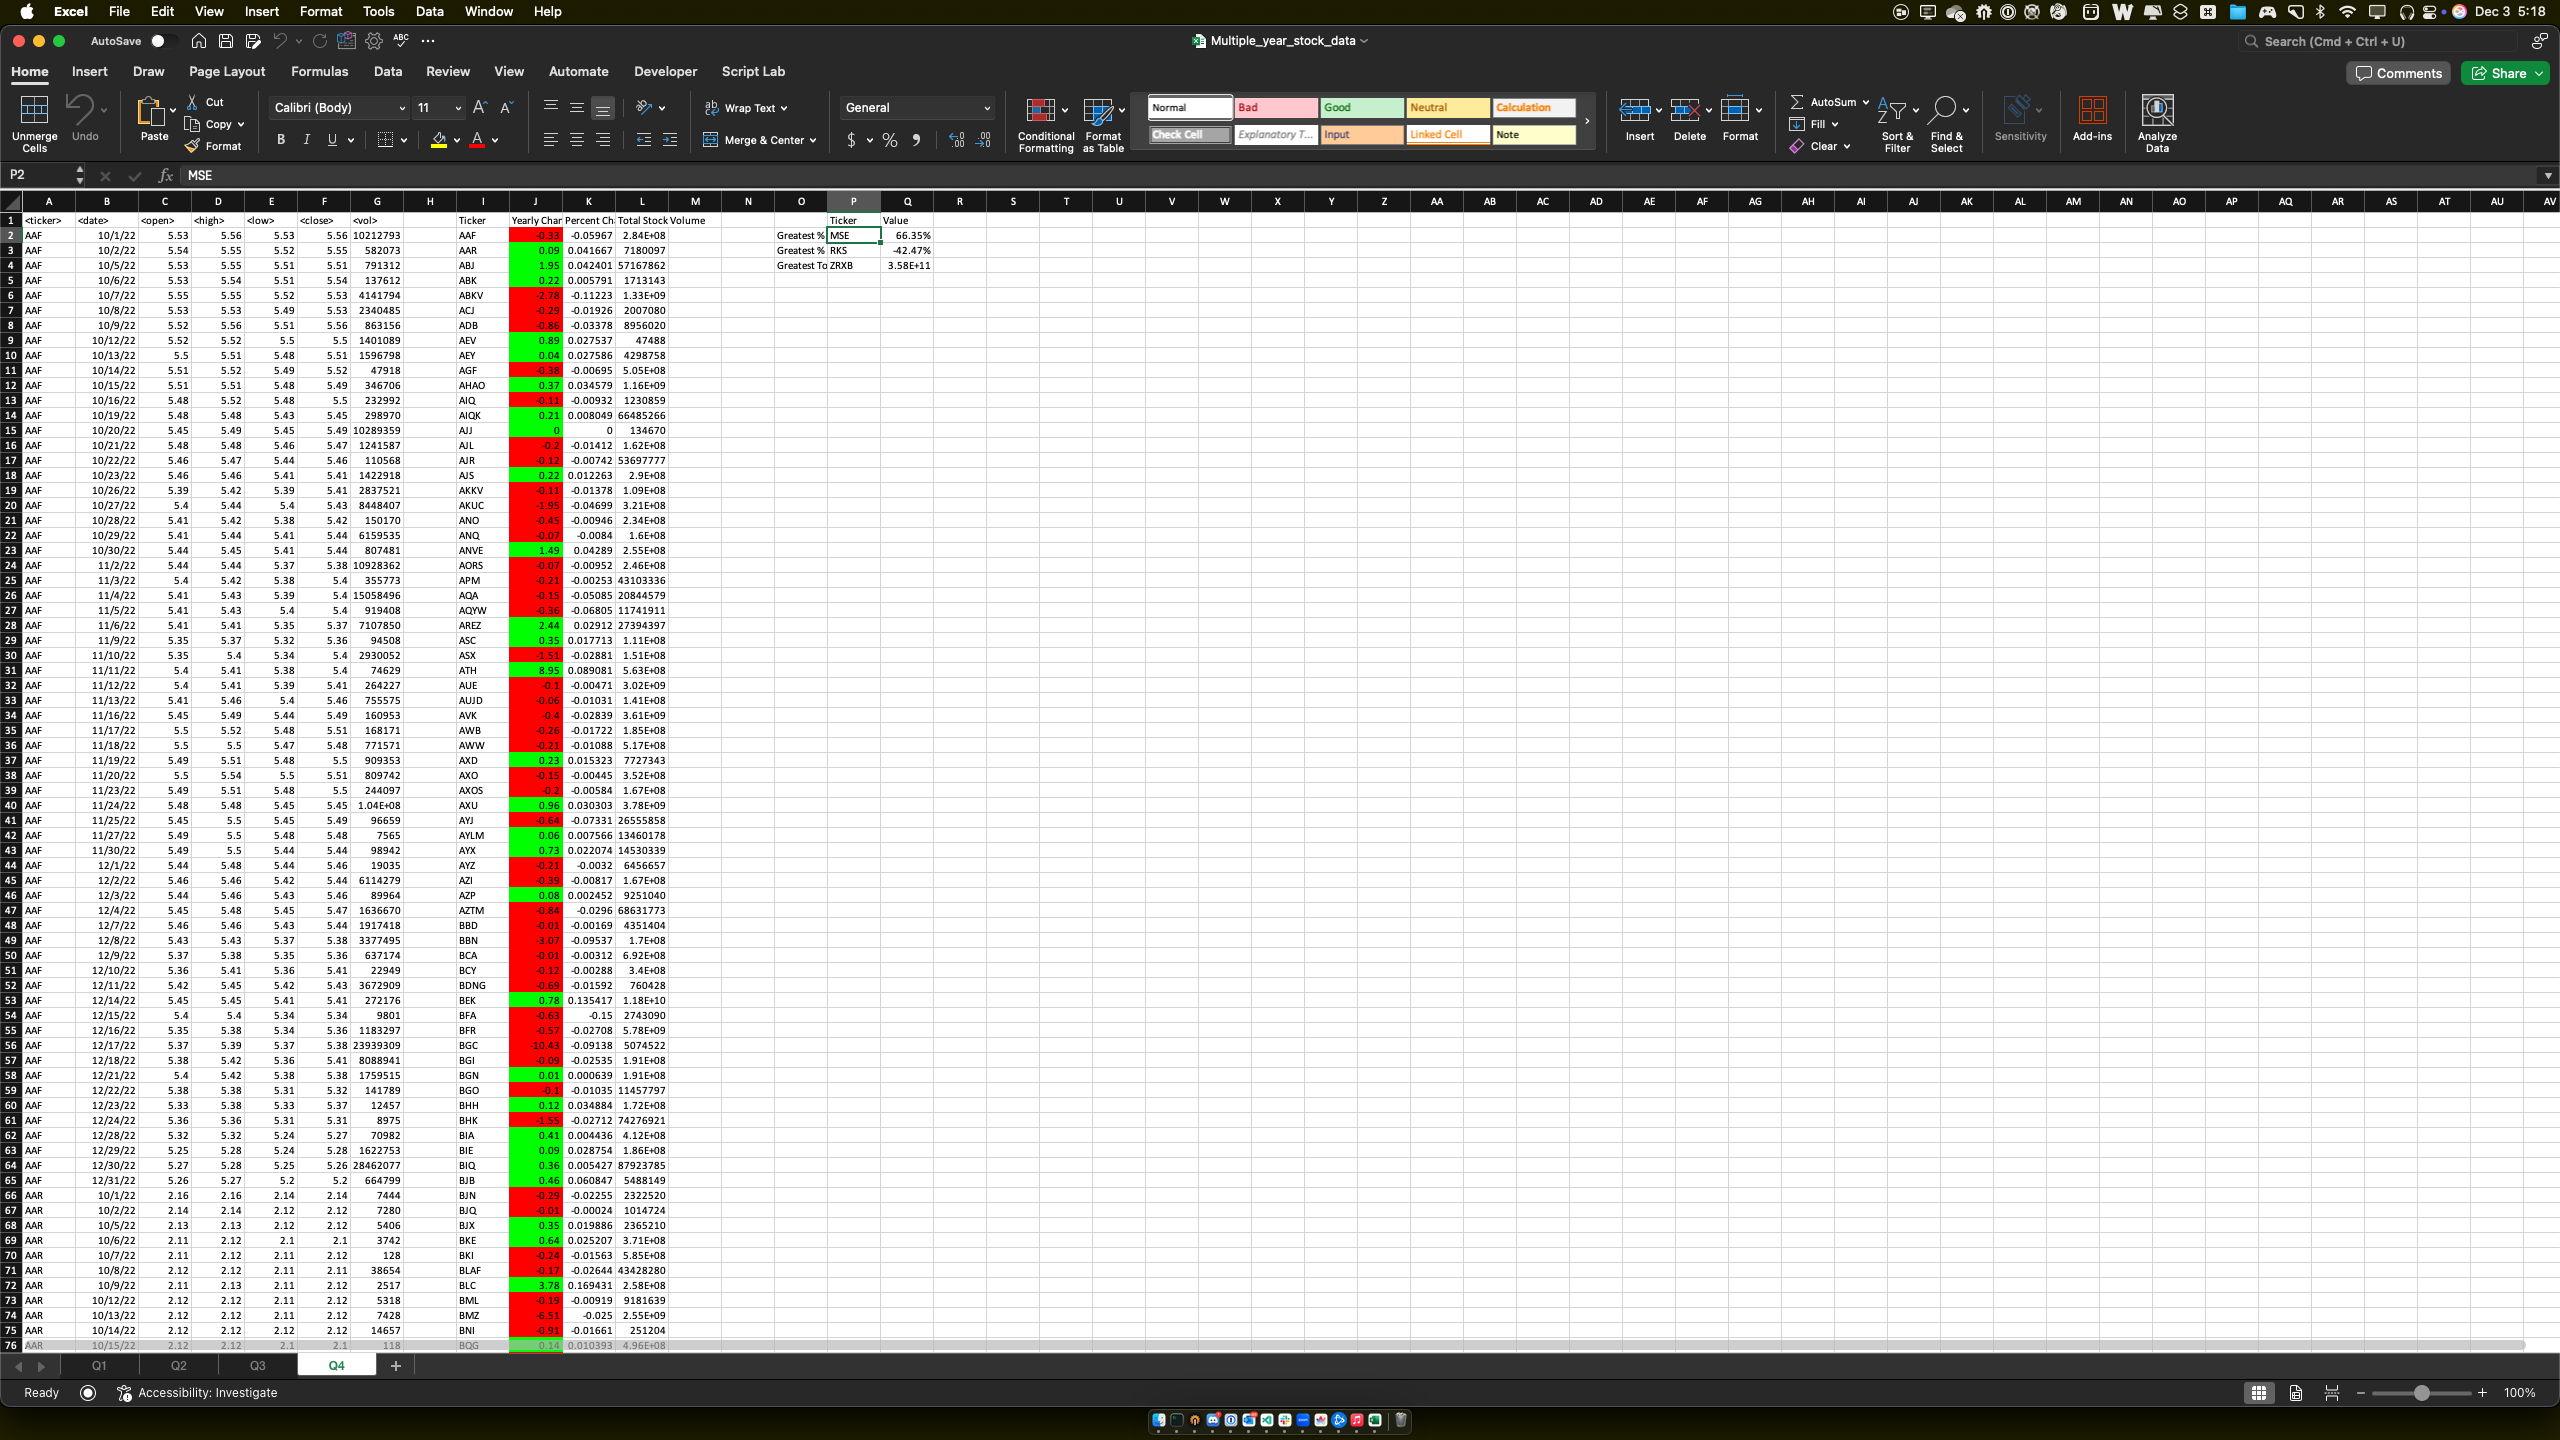 Excel File Edit View Insert Format Tools Data Window Help Dec 3 5:18
AutoSave Multiple_year_stock_data Search (Cmd + Ctrl + U)
Home Insert Draw Page Layout Formulas Data Review View Automate Developer Script Lab Comments Share
Unmerge Cells Undo Paste Cut Copy Format Calibri (Body) 11 Wrap Text Merge & Center General Conditional Formatting Format as Table Normal Bad Good Neutral Calculation Check Cell Explanatory T... Input Linked Cell Note Insert Delete Format AutoSum Fill Clear Sort & Filter Find & Select Sensitivity Add-ins Analyze Data
P2 fx MSE
A B C D E F G H I J K L M N O P Q R S T U V W X Y Z AA AB AC AD AE AF AG AH AI AJ AK AL AM AN AO AP AQ AR AS AT AU AV
1 <ticker> <date> <open> <high> <low> <close> <vol> Ticker Yearly Char Percent Ch Total Stock Volume Ticker Value
2 AAF 10/1/22 5.53 5.56 5.53 5.56 10212793 AAF -0.33 -0.05967 2.84E+08 Greatest % MSE 66.35%
3 AAF 10/2/22 5.54 5.55 5.52 5.55 582073 AAR 0.09 0.041667 7180097 Greatest % RKS -42.47%
4 AAF 10/5/22 5.53 5.55 5.51 5.51 791312 ABJ 1.95 0.042401 57167862 Greatest To ZRXB 3.58E+11
5 AAF 10/6/22 5.53 5.54 5.51 5.54 137612 ABK 0.22 0.005791 1713143
6 AAF 10/7/22 5.55 5.55 5.52 5.53 4141794 ABKV -2.78 -0.11223 1.33E+09
7 AAF 10/8/22 5.53 5.53 5.49 5.53 2340485 ACJ -0.29 -0.01926 2007080
8 AAF 10/9/22 5.52 5.56 5.51 5.56 863156 ADB -0.86 -0.03378 8956020
9 AAF 10/12/22 5.52 5.52 5.5 5.5 1401089 AEV 0.89 0.027537 47488
10 AAF 10/13/22 5.5 5.51 5.48 5.51 1596798 AEY 0.04 0.027586 4298758
11 AAF 10/14/22 5.51 5.52 5.49 5.52 47918 AGF -0.38 -0.00695 5.05E+08
12 AAF 10/15/22 5.51 5.51 5.48 5.49 346706 AHAO 0.37 0.034579 1.16E+09
13 AAF 10/16/22 5.48 5.52 5.48 5.5 232992 AIQ -0.11 -0.00932 1230859
14 AAF 10/19/22 5.48 5.48 5.43 5.45 298970 AIQK 0.21 0.008049 66485266
15 AAF 10/20/22 5.45 5.49 5.45 5.49 10289359 AJJ 0 0 134670
16 AAF 10/21/22 5.48 5.48 5.46 5.47 1241587 AJL -0.2 -0.01412 1.62E+08
17 AAF 10/22/22 5.46 5.47 5.44 5.46 110568 AJR -0.12 -0.00742 53697777
18 AAF 10/23/22 5.46 5.46 5.41 5.41 1422918 AJS 0.22 0.012263 2.9E+08
19 AAF 10/26/22 5.39 5.42 5.39 5.41 2837521 AKKV -0.11 -0.01378 1.09E+08
20 AAF 10/27/22 5.4 5.44 5.4 5.43 8448407 AKUC -1.95 -0.04699 3.21E+08
21 AAF 10/28/22 5.41 5.42 5.38 5.42 150170 ANO -0.45 -0.00946 2.34E+08
22 AAF 10/29/22 5.41 5.44 5.41 5.44 6159535 ANQ -0.07 -0.0084 1.6E+08
23 AAF 10/30/22 5.44 5.45 5.41 5.44 807481 ANVE 1.49 0.04289 2.55E+08
24 AAF 11/2/22 5.44 5.44 5.37 5.38 10928362 AORS -0.07 -0.00952 2.46E+08
25 AAF 11/3/22 5.4 5.42 5.38 5.4 355773 APM -0.21 -0.00253 43103336
26 AAF 11/4/22 5.41 5.43 5.39 5.4 15058496 AQA -0.15 -0.05085 20844579
27 AAF 11/5/22 5.41 5.43 5.4 5.4 919408 AQYW -0.36 -0.06805 11741911
28 AAF 11/6/22 5.41 5.41 5.35 5.37 7107850 AREZ 2.44 0.02912 27394397
29 AAF 11/9/22 5.35 5.37 5.32 5.36 94508 ASC 0.35 0.017713 1.11E+08
30 AAF 11/10/22 5.35 5.4 5.34 5.4 2930052 ASX -1.51 -0.02881 1.51E+08
31 AAF 11/11/22 5.4 5.41 5.38 5.4 74629 ATH 8.95 0.089081 5.63E+08
32 AAF 11/12/22 5.4 5.41 5.39 5.41 264227 AUE -0.1 -0.00471 3.02E+09
33 AAF 11/13/22 5.41 5.46 5.4 5.46 755575 AUJD -0.06 -0.01031 1.41E+08
34 AAF 11/16/22 5.45 5.49 5.44 5.49 160953 AVK -0.4 -0.02839 3.61E+09
35 AAF 11/17/22 5.5 5.52 5.48 5.51 168171 AWB -0.26 -0.01722 1.85E+08
36 AAF 11/18/22 5.5 5.5 5.47 5.48 771571 AWW -0.21 -0.01088 5.17E+08
37 AAF 11/19/22 5.49 5.51 5.48 5.5 909353 AXD 0.23 0.015323 7727343
38 AAF 11/20/22 5.5 5.54 5.5 5.51 809742 AXO -0.15 -0.00445 3.52E+08
39 AAF 11/23/22 5.49 5.51 5.48 5.5 244097 AXOS -0.2 -0.00584 1.67E+08
40 AAF 11/24/22 5.48 5.48 5.45 5.45 1.04E+08 AXU 0.96 0.030303 3.78E+09
41 AAF 11/25/22 5.45 5.5 5.45 5.49 96659 AYJ -0.64 -0.07331 26555858
42 AAF 11/27/22 5.49 5.5 5.48 5.48 7565 AYLM 0.06 0.007566 13460178
43 AAF 11/30/22 5.49 5.5 5.44 5.44 98942 AYX 0.73 0.022074 14530339
44 AAF 12/1/22 5.44 5.48 5.44 5.46 19035 AYZ -0.21 -0.0032 6456657
45 AAF 12/2/22 5.46 5.46 5.42 5.44 6114279 AZI -0.39 -0.00817 1.67E+08
46 AAF 12/3/22 5.44 5.46 5.43 5.46 89964 AZP 0.08 0.002452 9251040
47 AAF 12/4/22 5.45 5.48 5.45 5.47 1636670 AZTM -0.84 -0.0296 68631773
48 AAF 12/7/22 5.46 5.46 5.43 5.44 1917418 BBD -0.01 -0.00169 4351404
49 AAF 12/8/22 5.43 5.43 5.37 5.38 3377495 BBN -3.07 -0.09537 1.7E+08
50 AAF 12/9/22 5.37 5.38 5.35 5.36 637174 BCA -0.01 -0.00312 6.92E+08
51 AAF 12/10/22 5.36 5.41 5.36 5.41 22949 BCY -0.12 -0.00288 3.4E+08
52 AAF 12/11/22 5.42 5.45 5.42 5.43 3672909 BDNG -0.69 -0.01592 760428
53 AAF 12/14/22 5.45 5.45 5.41 5.41 272176 BEK 0.78 0.135417 1.18E+10
54 AAF 12/15/22 5.4 5.4 5.34 5.34 9801 BFA -0.63 -0.15 2743090
55 AAF 12/16/22 5.35 5.38 5.34 5.36 1183297 BFR -0.57 -0.02708 5.78E+09
56 AAF 12/17/22 5.37 5.39 5.37 5.38 23939309 BGC -10.43 -0.09138 5074522
57 AAF 12/18/22 5.38 5.42 5.36 5.41 8088941 BGI -0.09 -0.02535 1.91E+08
58 AAF 12/21/22 5.4 5.42 5.38 5.38 1759515 BGN 0.01 0.000639 1.91E+08
59 AAF 12/22/22 5.38 5.38 5.31 5.32 141789 BGO -0.1 -0.01035 11457797
60 AAF 12/23/22 5.33 5.38 5.33 5.37 12457 BHH 0.12 0.034884 1.72E+08
61 AAF 12/24/22 5.36 5.36 5.31 5.31 8975 BHK -1.55 -0.02712 74276921
62 AAF 12/28/22 5.32 5.32 5.24 5.27 70982 BIA 0.41 0.004436 4.12E+08
63 AAF 12/29/22 5.25 5.28 5.24 5.28 1622753 BIE 0.09 0.028754 1.86E+08
64 AAF 12/30/22 5.27 5.28 5.25 5.26 28462077 BIQ 0.36 0.005427 87923785
65 AAF 12/31/22 5.26 5.27 5.2 5.2 664799 BJB 0.46 0.060847 5488149
66 AAR 10/1/22 2.16 2.16 2.14 2.14 7444 BJN -0.29 -0.02255 2322520
67 AAR 10/2/22 2.14 2.14 2.12 2.12 7280 BJQ -0.01 -0.00024 1014724
68 AAR 10/5/22 2.13 2.13 2.12 2.12 5406 BJX 0.35 0.019886 2365210
69 AAR 10/6/22 2.11 2.12 2.1 2.1 3742 BKE 0.64 0.025207 3.71E+08
70 AAR 10/7/22 2.11 2.12 2.11 2.12 128 BKI -0.24 -0.01563 5.85E+08
71 AAR 10/8/22 2.12 2.12 2.11 2.11 38654 BLAF -0.17 -0.02644 43428280
72 AAR 10/9/22 2.11 2.13 2.11 2.12 2517 BLC 3.78 0.169431 2.58E+08
73 AAR 10/12/22 2.12 2.12 2.11 2.12 5318 BML -0.19 -0.00919 9181639
74 AAR 10/13/22 2.12 2.12 2.12 2.12 7428 BMZ -6.51 -0.025 2.55E+09
75 AAR 10/14/22 2.12 2.12 2.12 2.12 14657 BNI -0.91 -0.01661 251204
76 AAR 10/15/22 2.12 2.12 2.1 2.1 118 BQG 0.14 0.010393 4.96E+08
Q1 Q2 Q3 Q4
Ready Accessibility: Investigate 100%